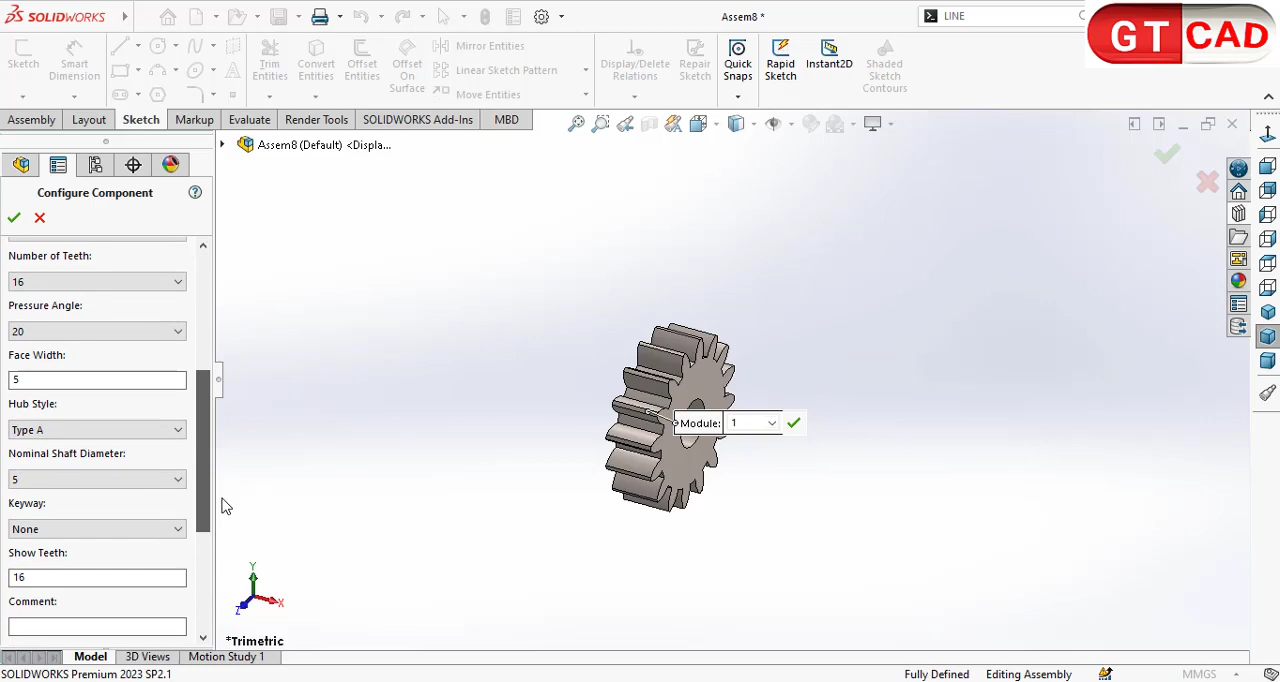 SOLIDWORKS
Assem8 *
LINE
GT CAD
Sketch
Smart Dimension
Trim Entities
Convert Entities
Offset Entities
Offset On Surface
Mirror Entities
Linear Sketch Pattern
Move Entities
Display/Delete Relations
Repair Sketch
Quick Snaps
Rapid Sketch
Instant2D
Shaded Sketch Contours
Assembly
Layout
Sketch
Markup
Evaluate
Render Tools
SOLIDWORKS Add-Ins
MBD
Assem8 (Default) <Displa...
Configure Component
Number of Teeth:
16
Pressure Angle:
20
Face Width:
5
Hub Style:
Type A
Nominal Shaft Diameter:
5
Keyway:
None
Show Teeth:
16
Comment:
Module: 1
Y
X
Z
*Trimetric
Model
3D Views
Motion Study 1
SOLIDWORKS Premium 2023 SP2.1
Fully Defined
Editing Assembly
MMGS